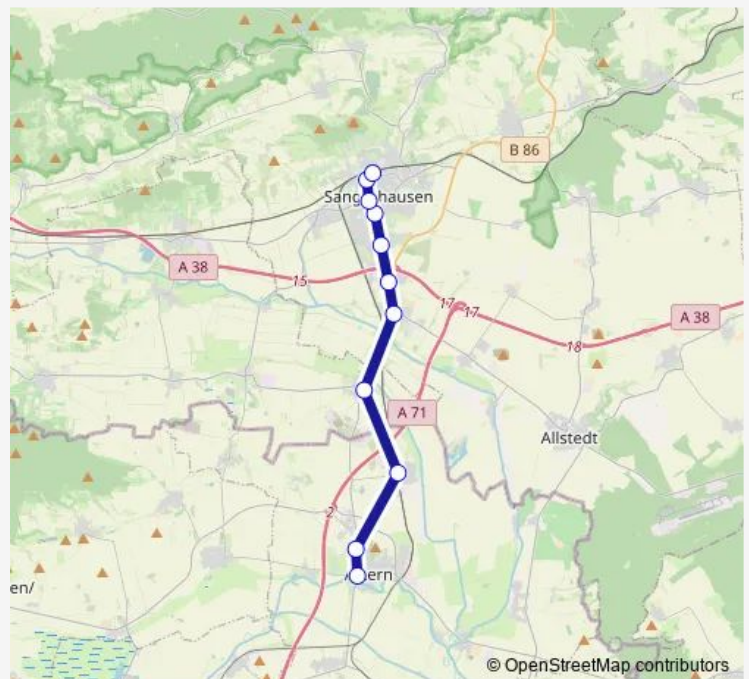 B 86
Sangerhausen
A 38
15
17
17
A 38
18
A 71
Allstedt
2
en/
© OpenStreetMap contributors